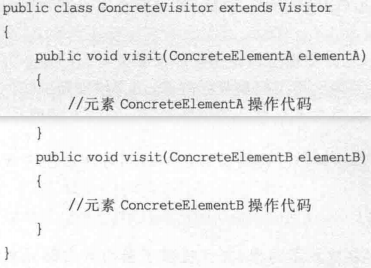 public class ConcreteVisitor extends Visitor
{
    public void visit(ConcreteElementA elementA)
    {
        //元素 ConcreteElementA 操作代码
    }
    public void visit(ConcreteElementB elementB)
    {
        //元素 ConcreteElementB 操作代码
    }
}